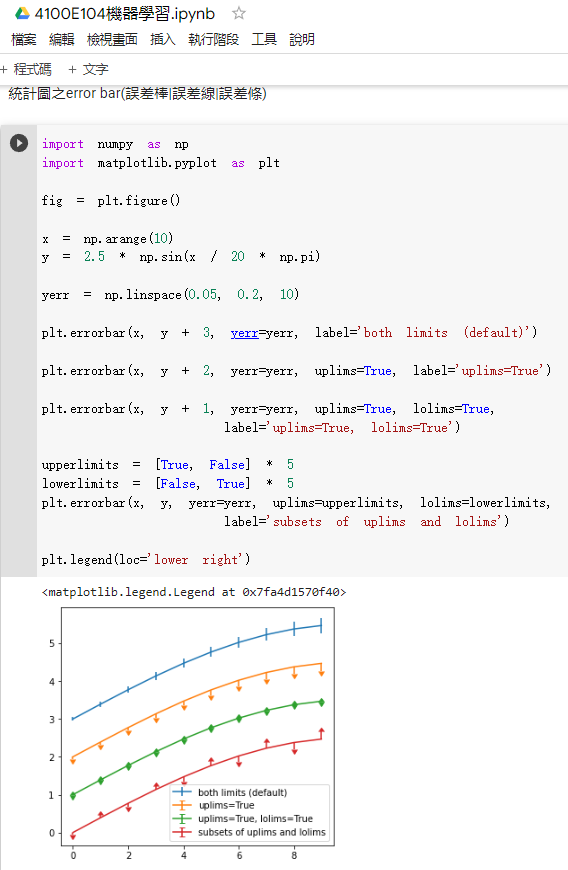 4100E104機器學習.ipynb ☆
檔案 編輯 檢視畫面 插入 執行階段 工具 說明
+ 程式碼 + 文字
統計圖之error bar(誤差棒|誤差線|誤差條)
import numpy as np
import matplotlib.pyplot as plt
fig = plt.figure()
x = np.arange(10)
y = 2.5 * np.sin(x / 20 * np.pi)
yerr = np.linspace(0.05, 0.2, 10)
plt.errorbar(x, y + 3, yerr=yerr, label='both limits (default)')
plt.errorbar(x, y + 2, yerr=yerr, uplims=True, label='uplims=True')
plt.errorbar(x, y + 1, yerr=yerr, uplims=True, lolims=True,
label='uplims=True, lolims=True')
upperlimits = [True, False] * 5
lowerlimits = [False, True] * 5
plt.errorbar(x, y, yerr=yerr, uplims=upperlimits, lolims=lowerlimits,
label='subsets of uplims and lolims')
plt.legend(loc='lower right')
<matplotlib.legend.Legend at 0x7fa4d1570f40>
5
4
3
2
1
0
both limits (default)
uplims=True
uplims=True, lolims=True
subsets of uplims and lolims
0 2 4 6 8